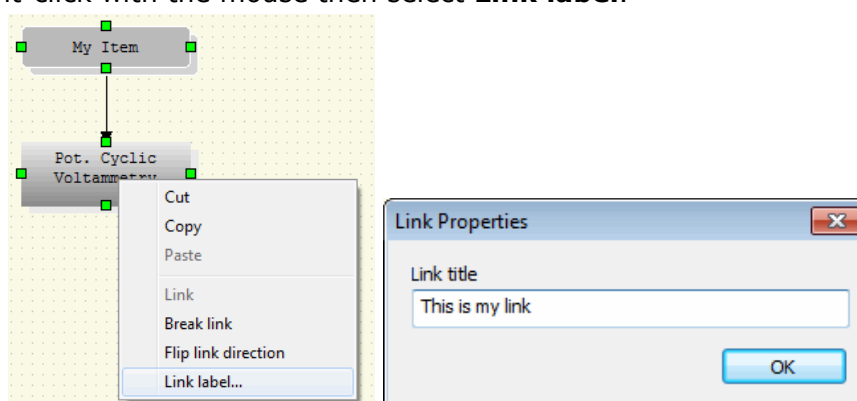 it-click with the mouse then select Link label.
My Item
Pot. Cyclic
Voltammetry
Cut
Copy
Paste
Link
Break link
Flip link direction
Link label...
Link Properties
Link title
This is my link
OK